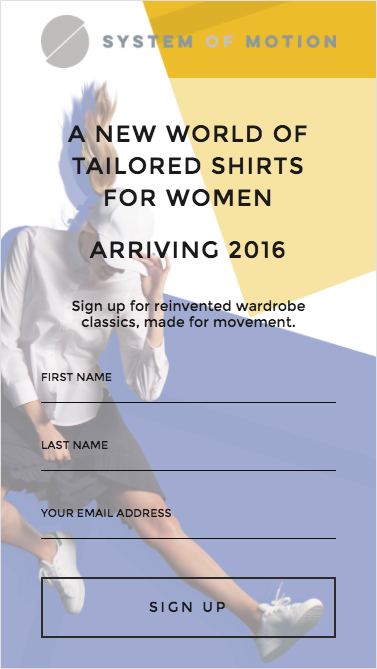 SYSTEM OF MOTION
A NEW WORLD OF
TAILORED SHIRTS
FOR WOMEN
ARRIVING 2016
Sign up for reinvented wardrobe
classics, made for movement.
FIRST NAME
LAST NAME
YOUR EMAIL ADDRESS
SIGN UP